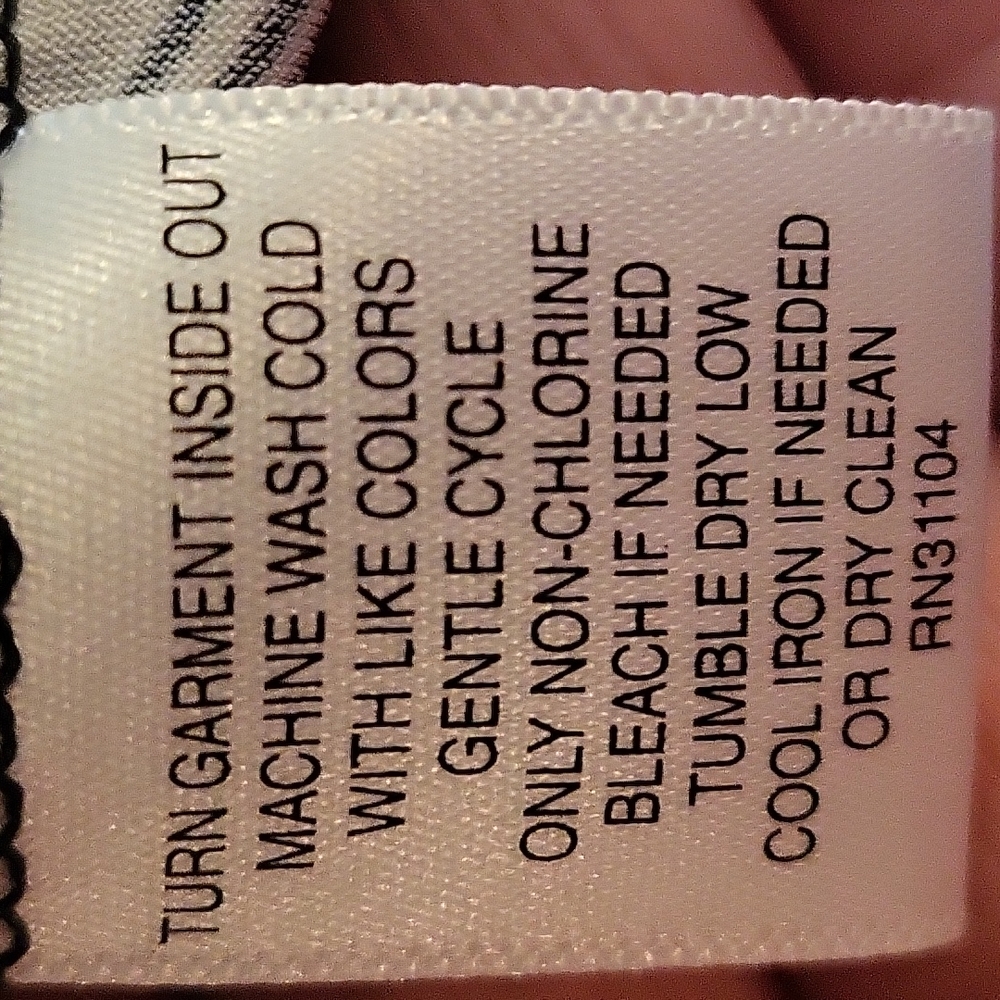 TURN GARMENT INSIDE OUT
MACHINE WASH COLD
WITH LIKE COLORS
GENTLE CYCLE
ONLY NON-CHLORINE
BLEACH IF NEEDED
TUMBLE DRY LOW
COOL IRON IF NEEDED
OR DRY CLEAN
RN31104